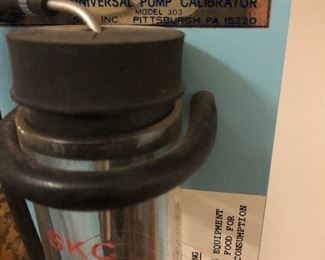 UNIVERSAL PUMP CALIBRATOR
MODEL 303
INC PITTSBURGH, PA 15220
SKC
EQUIPMENT
FOOD FOR
CONSUMPTION